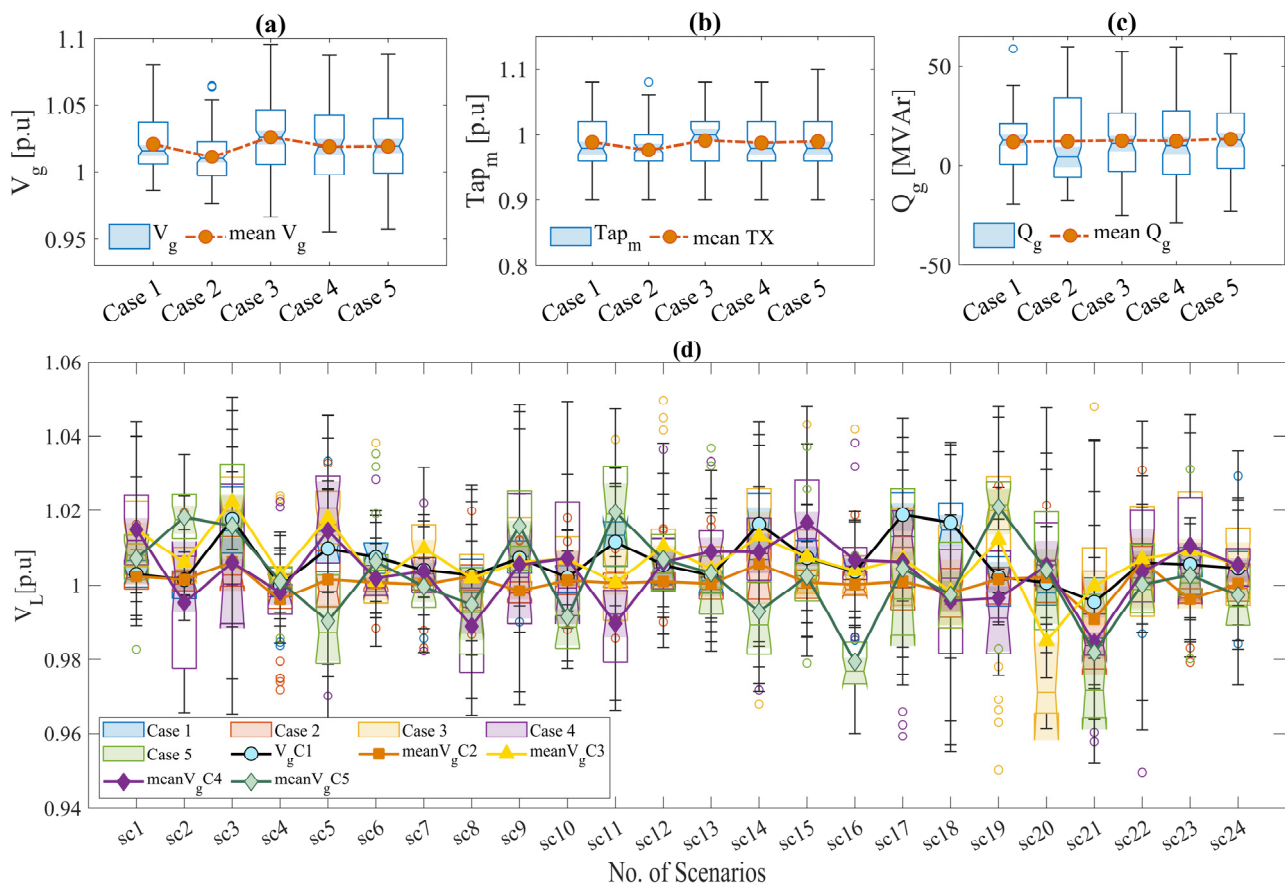 (a)
1.1
1.05
1
0.95
V_g [p.u]
V_g mean V_g
Case 1 Case 2 Case 3 Case 4 Case 5
(b)
1.1
1
0.9
0.8
Tap_m [p.u]
Tap_m mean TX
Case 1 Case 2 Case 3 Case 4 Case 5
(c)
50
0
-50
Q_g [MVAr]
Q_g mean Q_g
Case 1 Case 2 Case 3 Case 4 Case 5
(d)
1.06
1.04
1.02
1
0.98
0.96
0.94
V_L[p.u]
Case 1 Case 2 Case 3 Case 4
Case 5 V_gC1 meanV_gC2 meanV_gC3
meanV_gC4 meanV_gC5
sc1 sc2 sc3 sc4 sc5 sc6 sc7 sc8 sc9 sc10 sc11 sc12 sc13 sc14 sc15 sc16 sc17 sc18 sc19 sc20 sc21 sc22 sc23 sc24
No. of Scenarios